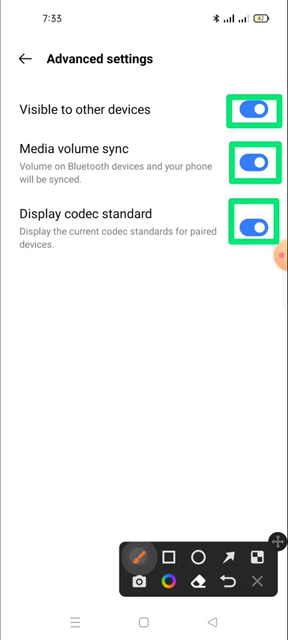 7:33
42
Advanced settings
Visible to other devices
Media volume sync
Volume on Bluetooth devices and your phone
will be synced.
Display codec standard
Display the current codec standards for paired
devices.